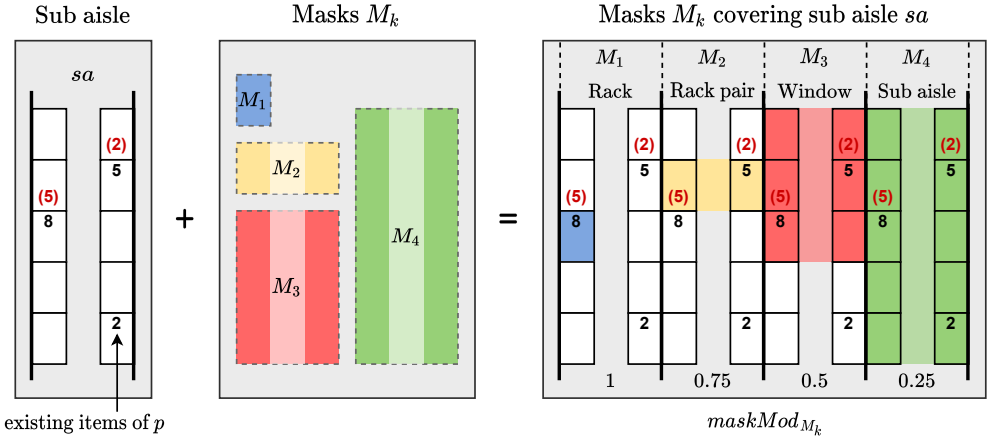 Sub aisle
sa
(2)
5
(5)
8
2
existing items of p
+
Masks M_k
M_1
M_2
M_3
M_4
=
Masks M_k covering sub aisle sa
M_1 M_2 M_3 M_4
Rack Rack pair Window Sub aisle
(2) (2) (2) (2)
5 5 5 5
(5) (5) (5) (5)
8 8 8 8
2 2 2 2
1 0.75 0.5 0.25
maskMod_{M_k}